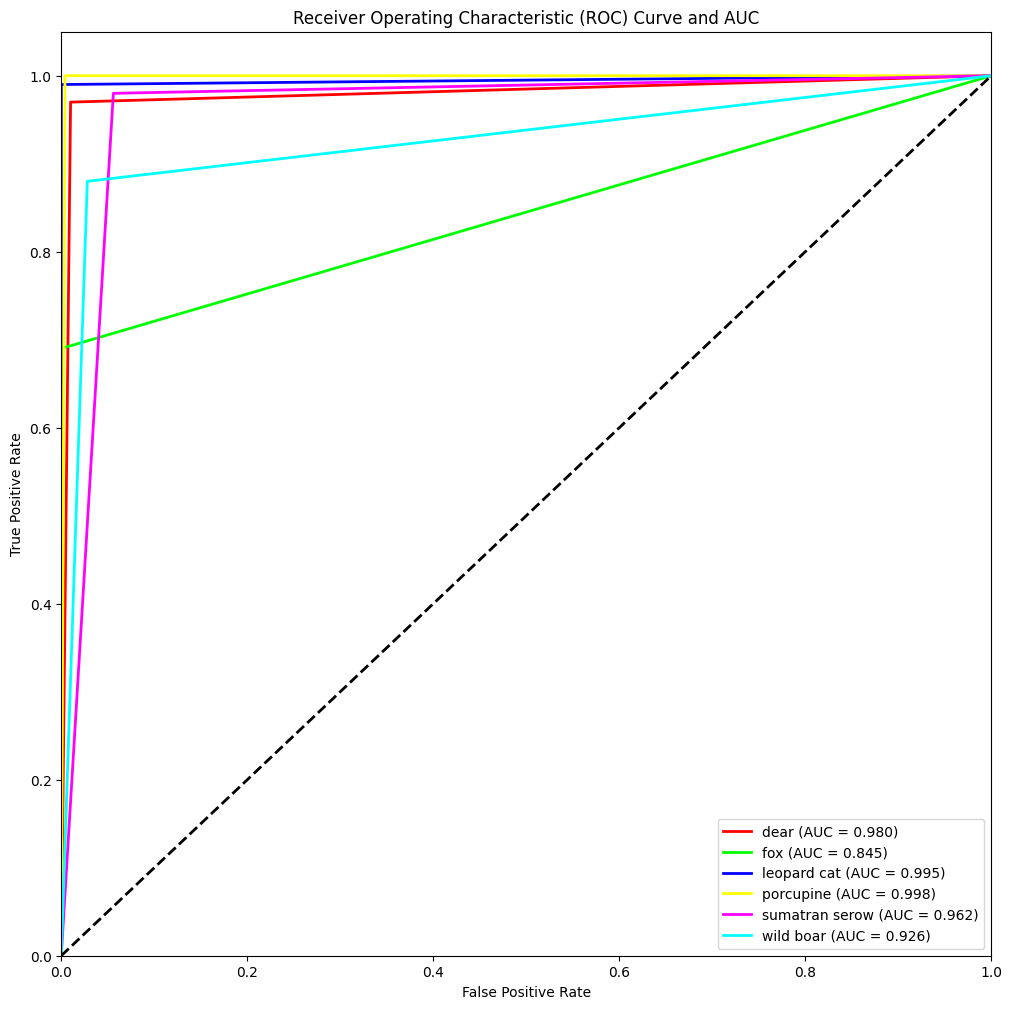 Receiver Operating Characteristic (ROC) Curve and AUC
True Positive Rate
1.0
0.8
0.6
0.4
0.2
0.0
0.0 0.2 0.4 0.6 0.8 1.0
False Positive Rate
dear (AUC = 0.980)
fox (AUC = 0.845)
leopard cat (AUC = 0.995)
porcupine (AUC = 0.998)
sumatran serow (AUC = 0.962)
wild boar (AUC = 0.926)